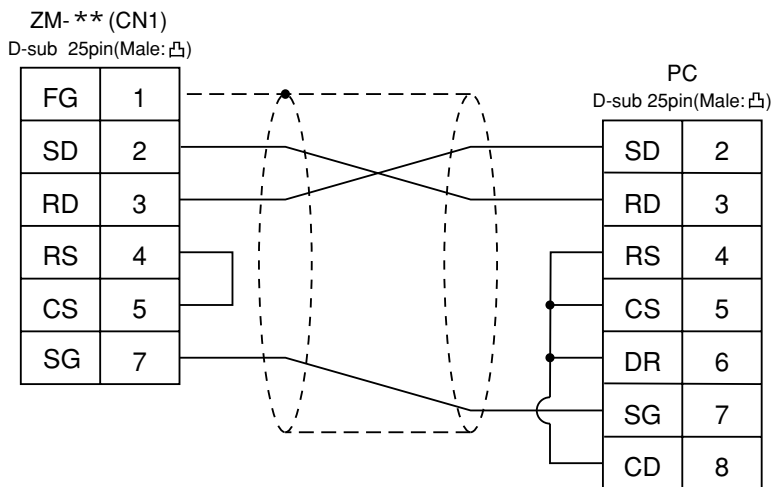 ZM-** (CN1)
D-sub 25pin(Male:凸)
FG 1
SD 2
RD 3
RS 4
CS 5
SG 7
PC
D-sub 25pin(Male:凸)
SD 2
RD 3
RS 4
CS 5
DR 6
SG 7
CD 8